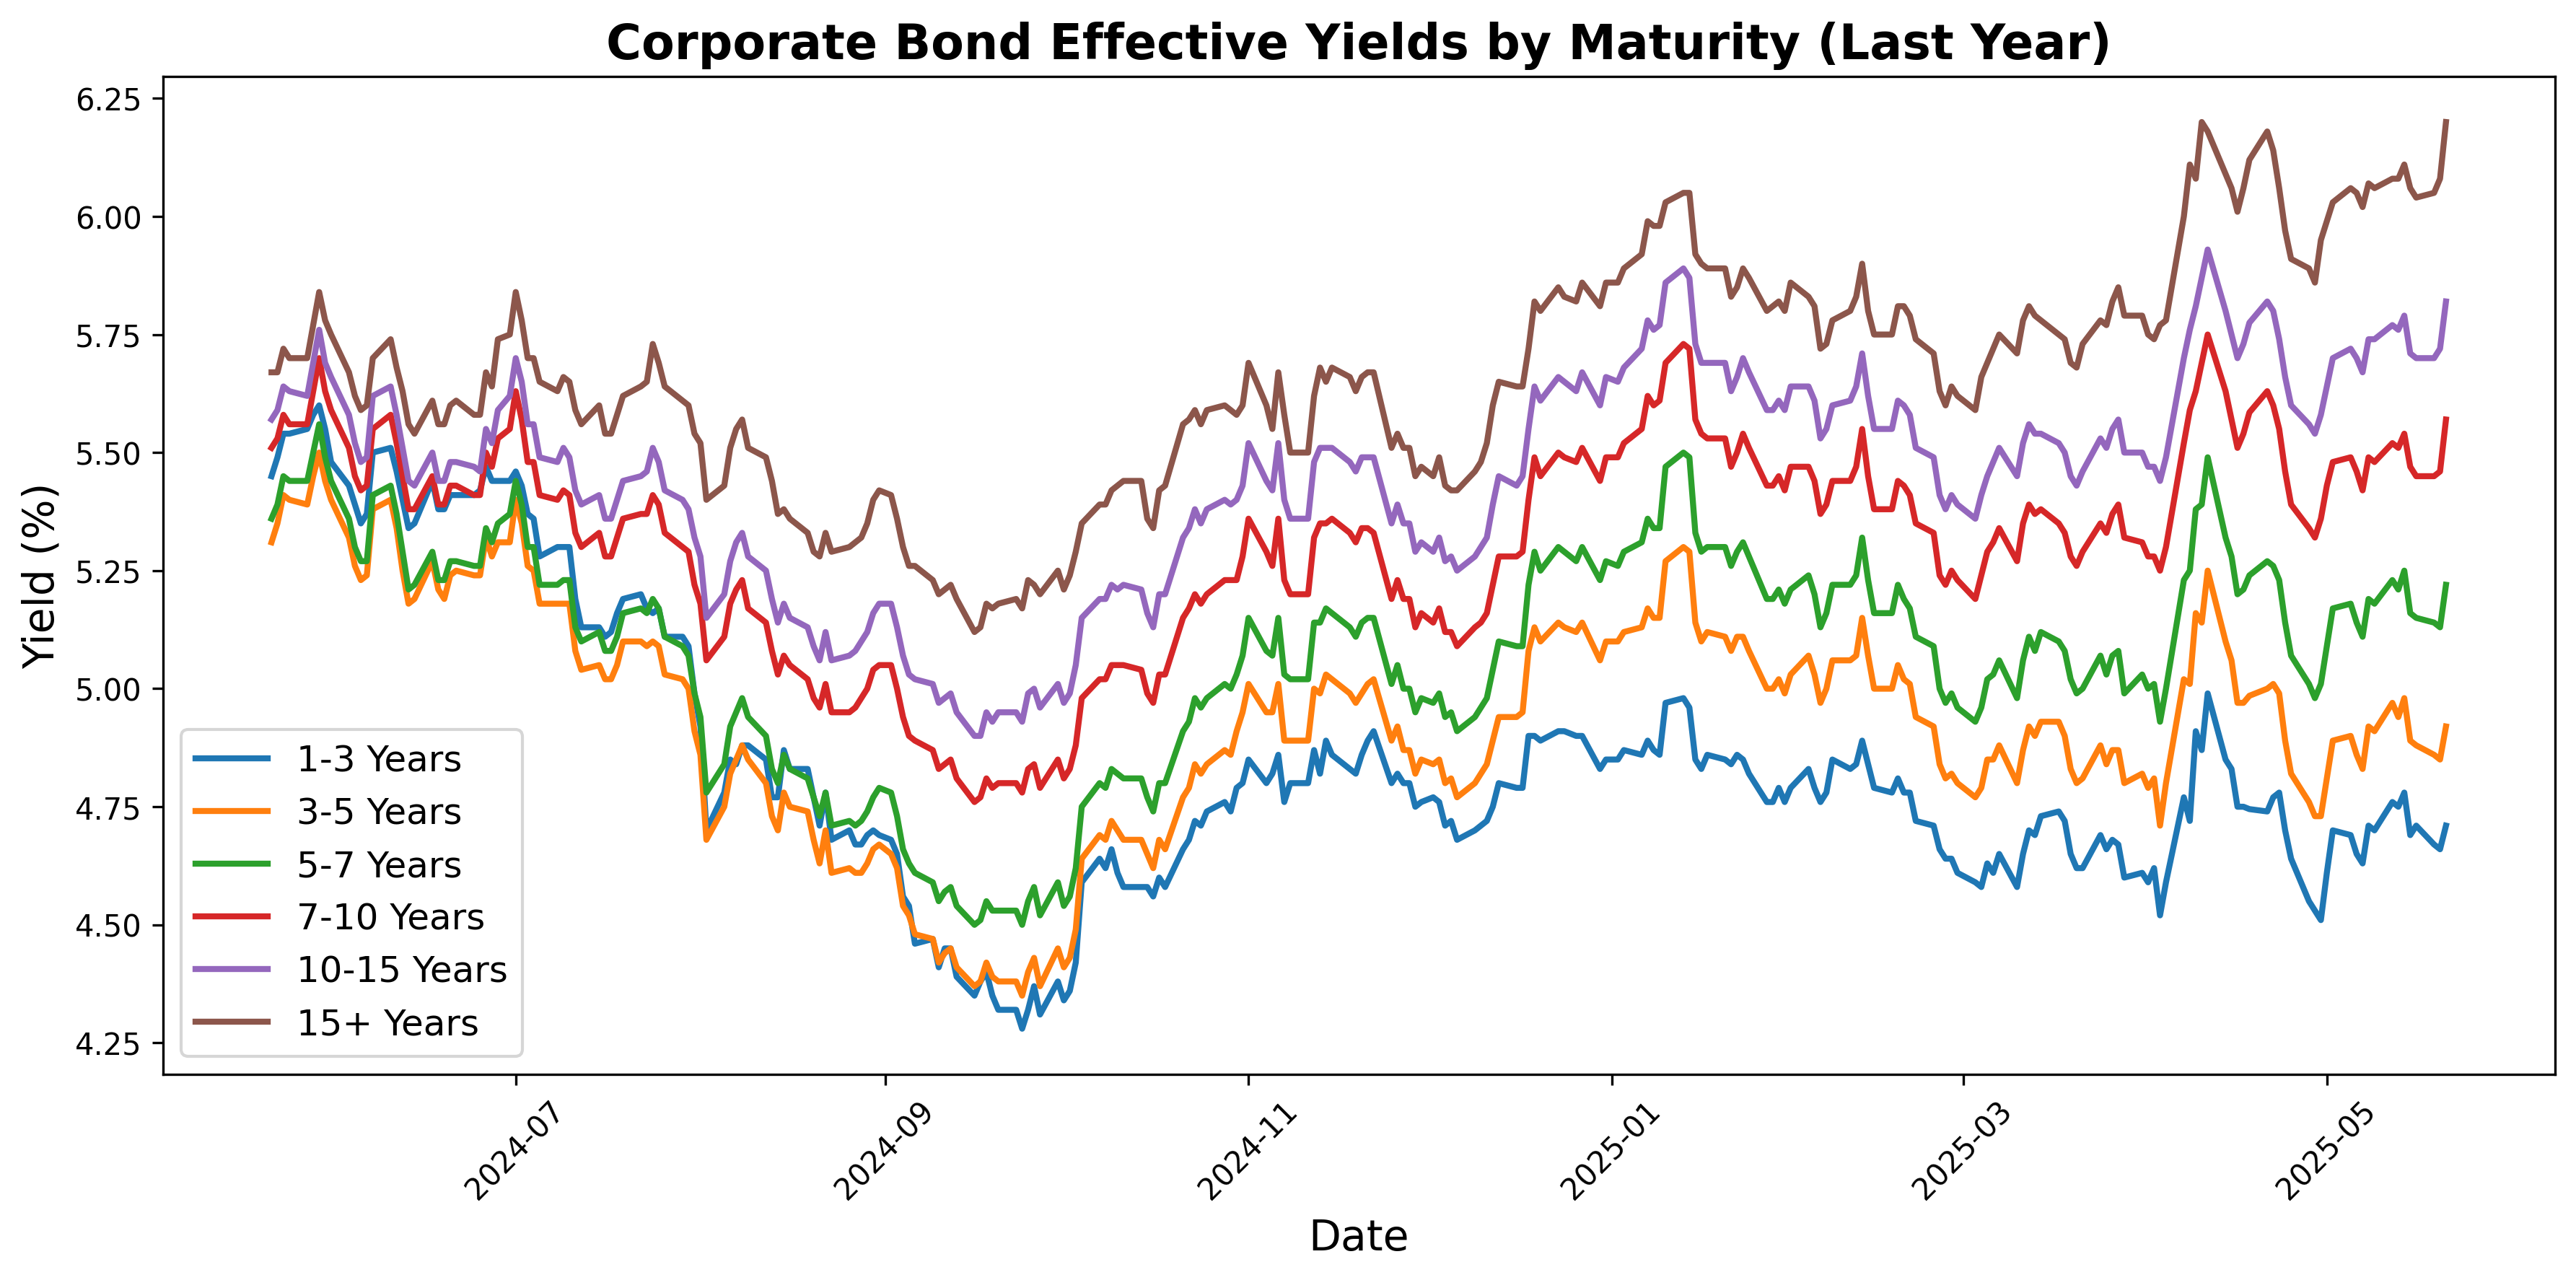 Corporate Bond Effective Yields by Maturity (Last Year)
Yield (%)
6.25
6.00
5.75
5.50
5.25
5.00
4.75
4.50
4.25
1-3 Years
3-5 Years
5-7 Years
7-10 Years
10-15 Years
15+ Years
2024-07
2024-09
2024-11
2025-01
2025-03
2025-05
Date